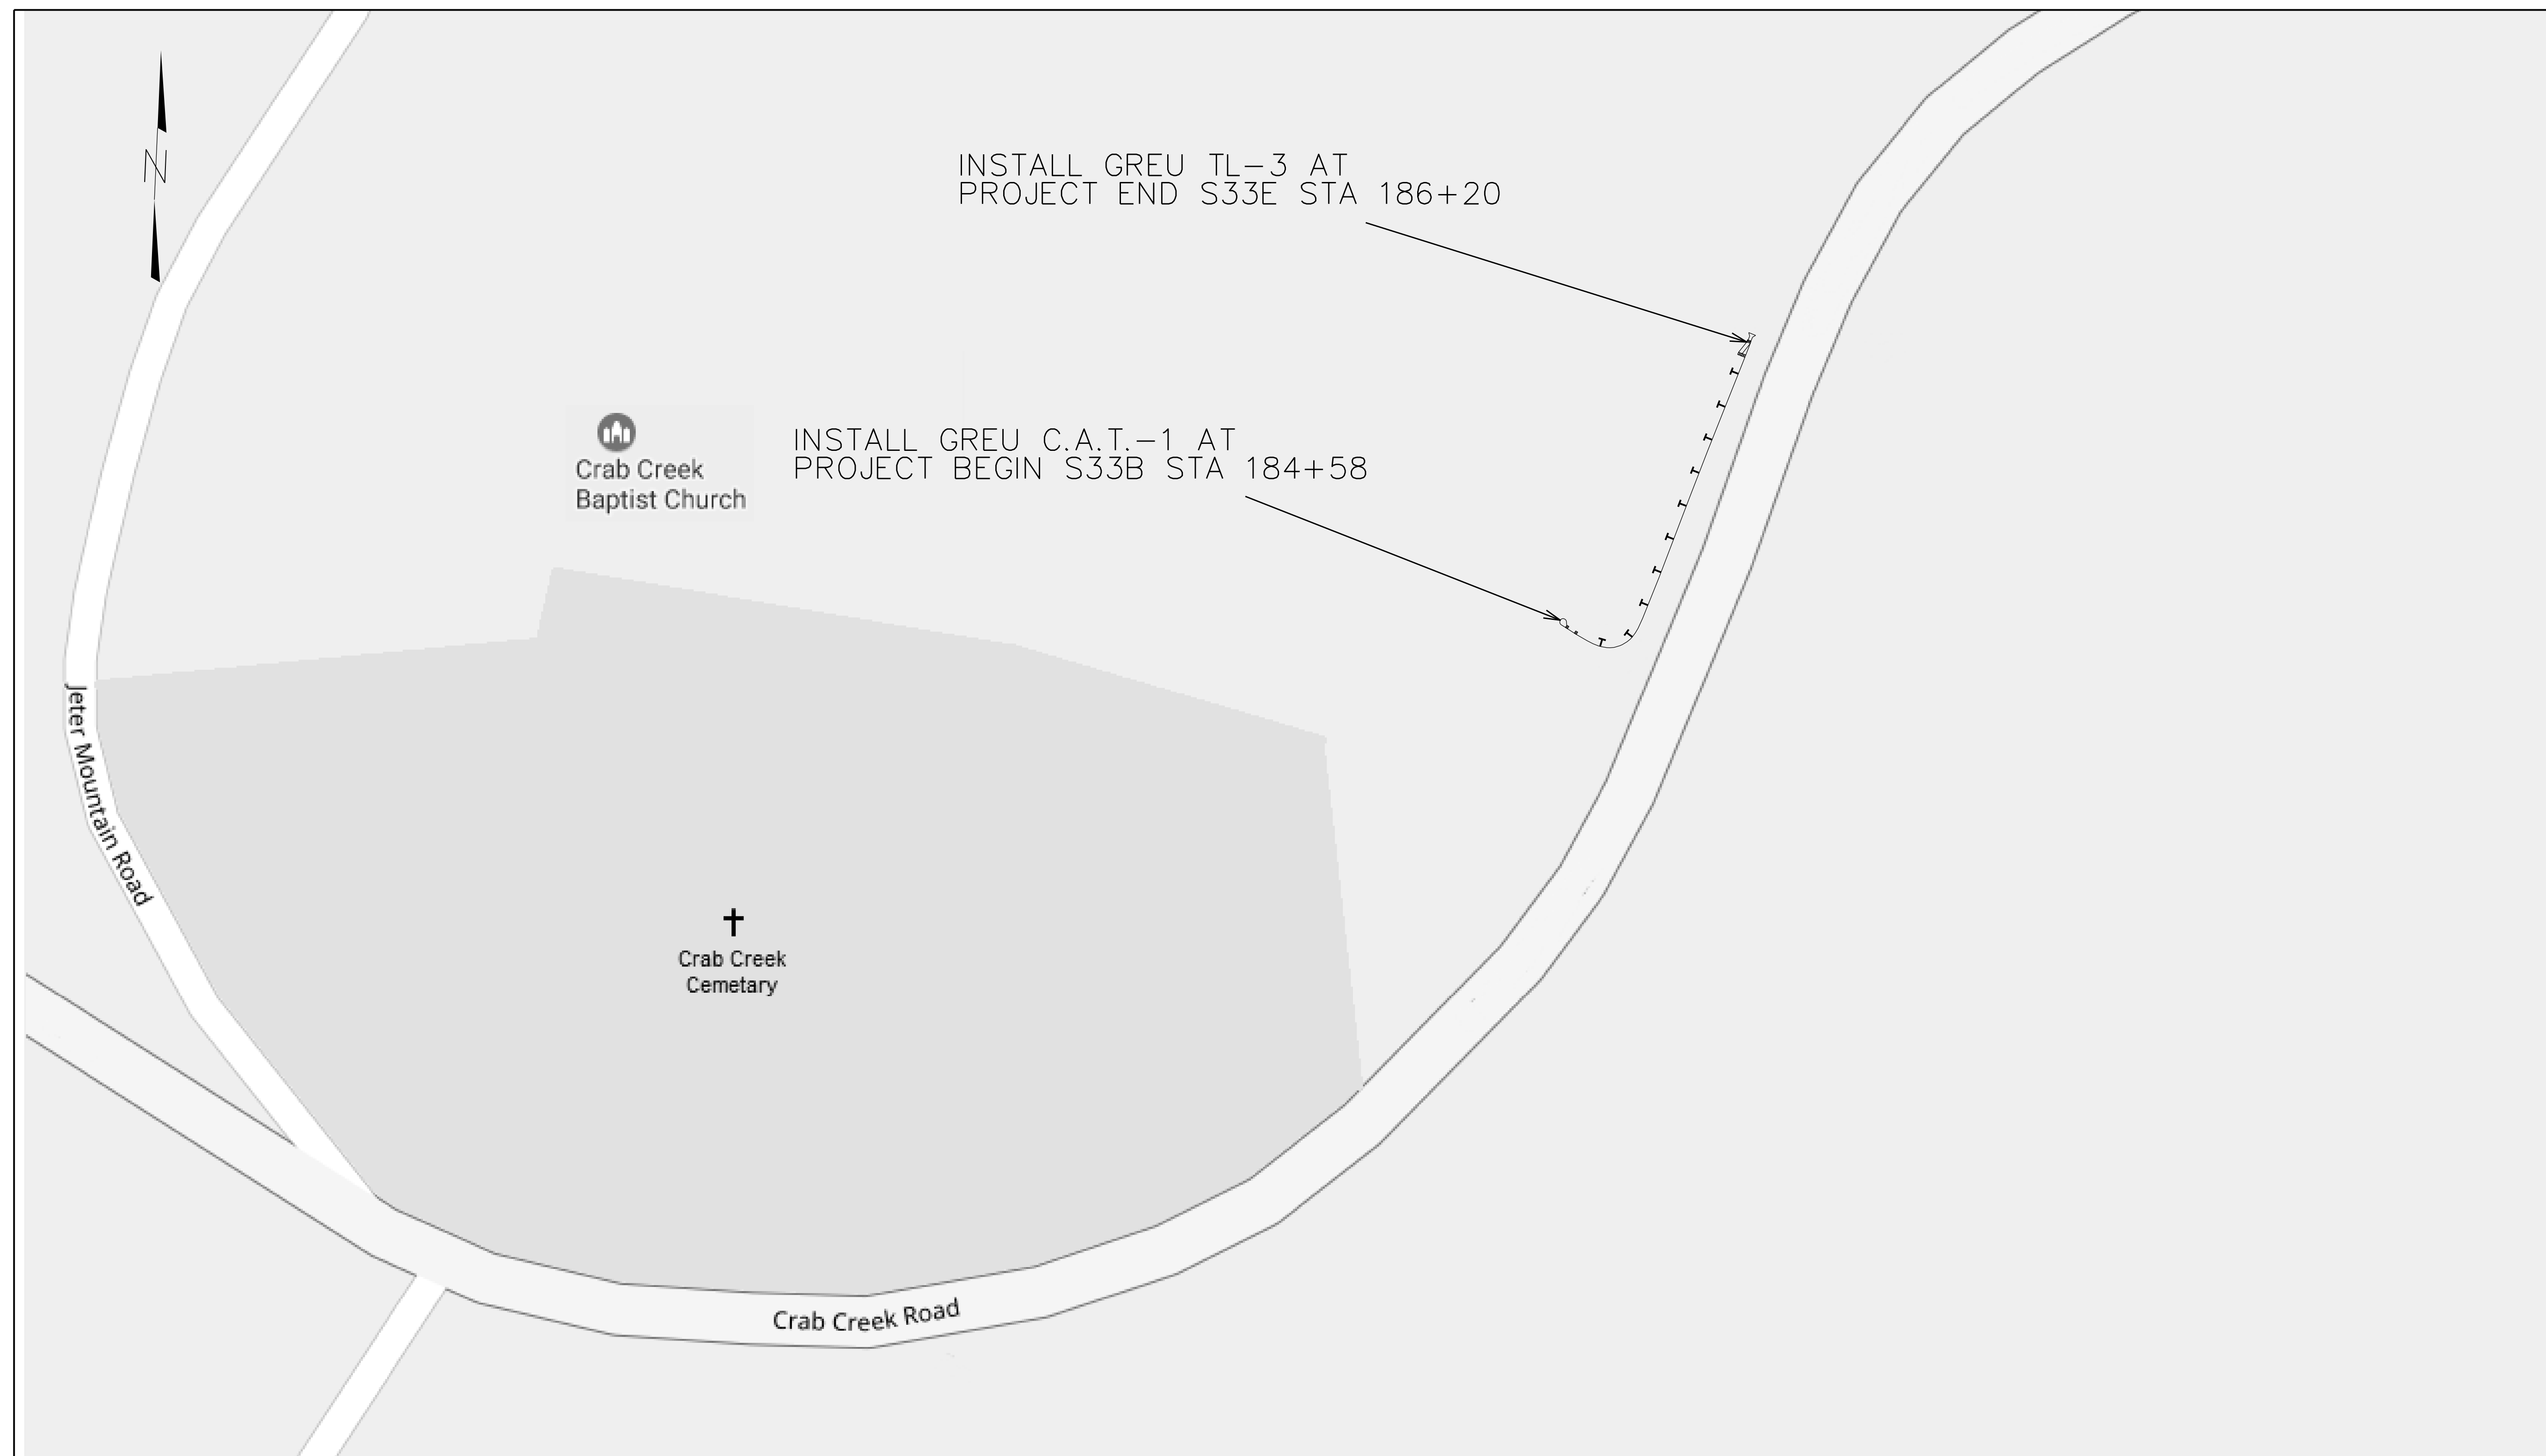 N
INSTALL GREU TL-3 AT
PROJECT END S33E STA 186+20
INSTALL GREU C.A.T.-1 AT
PROJECT BEGIN S33B STA 184+58
Crab Creek
Baptist Church
Jeter Mountain Road
Crab Creek
Cemetary
Crab Creek Road